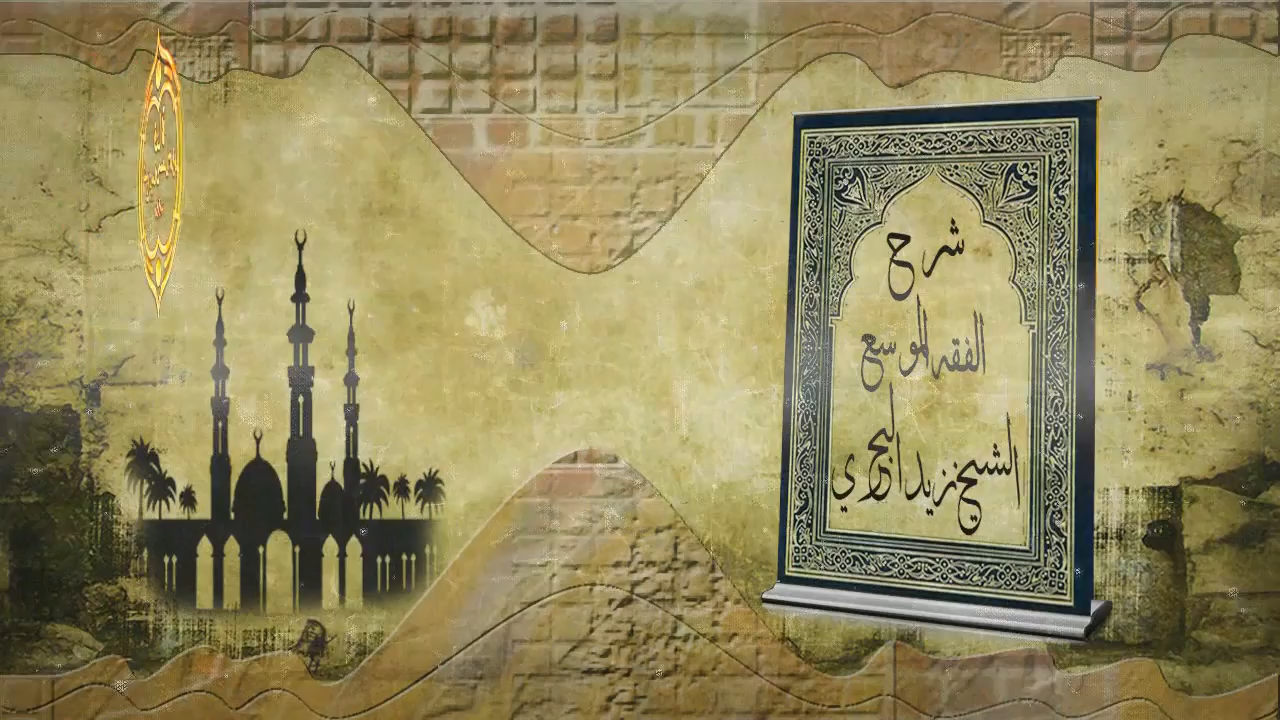 شرح
الفقه الموسع
الشيخ زيد البحري